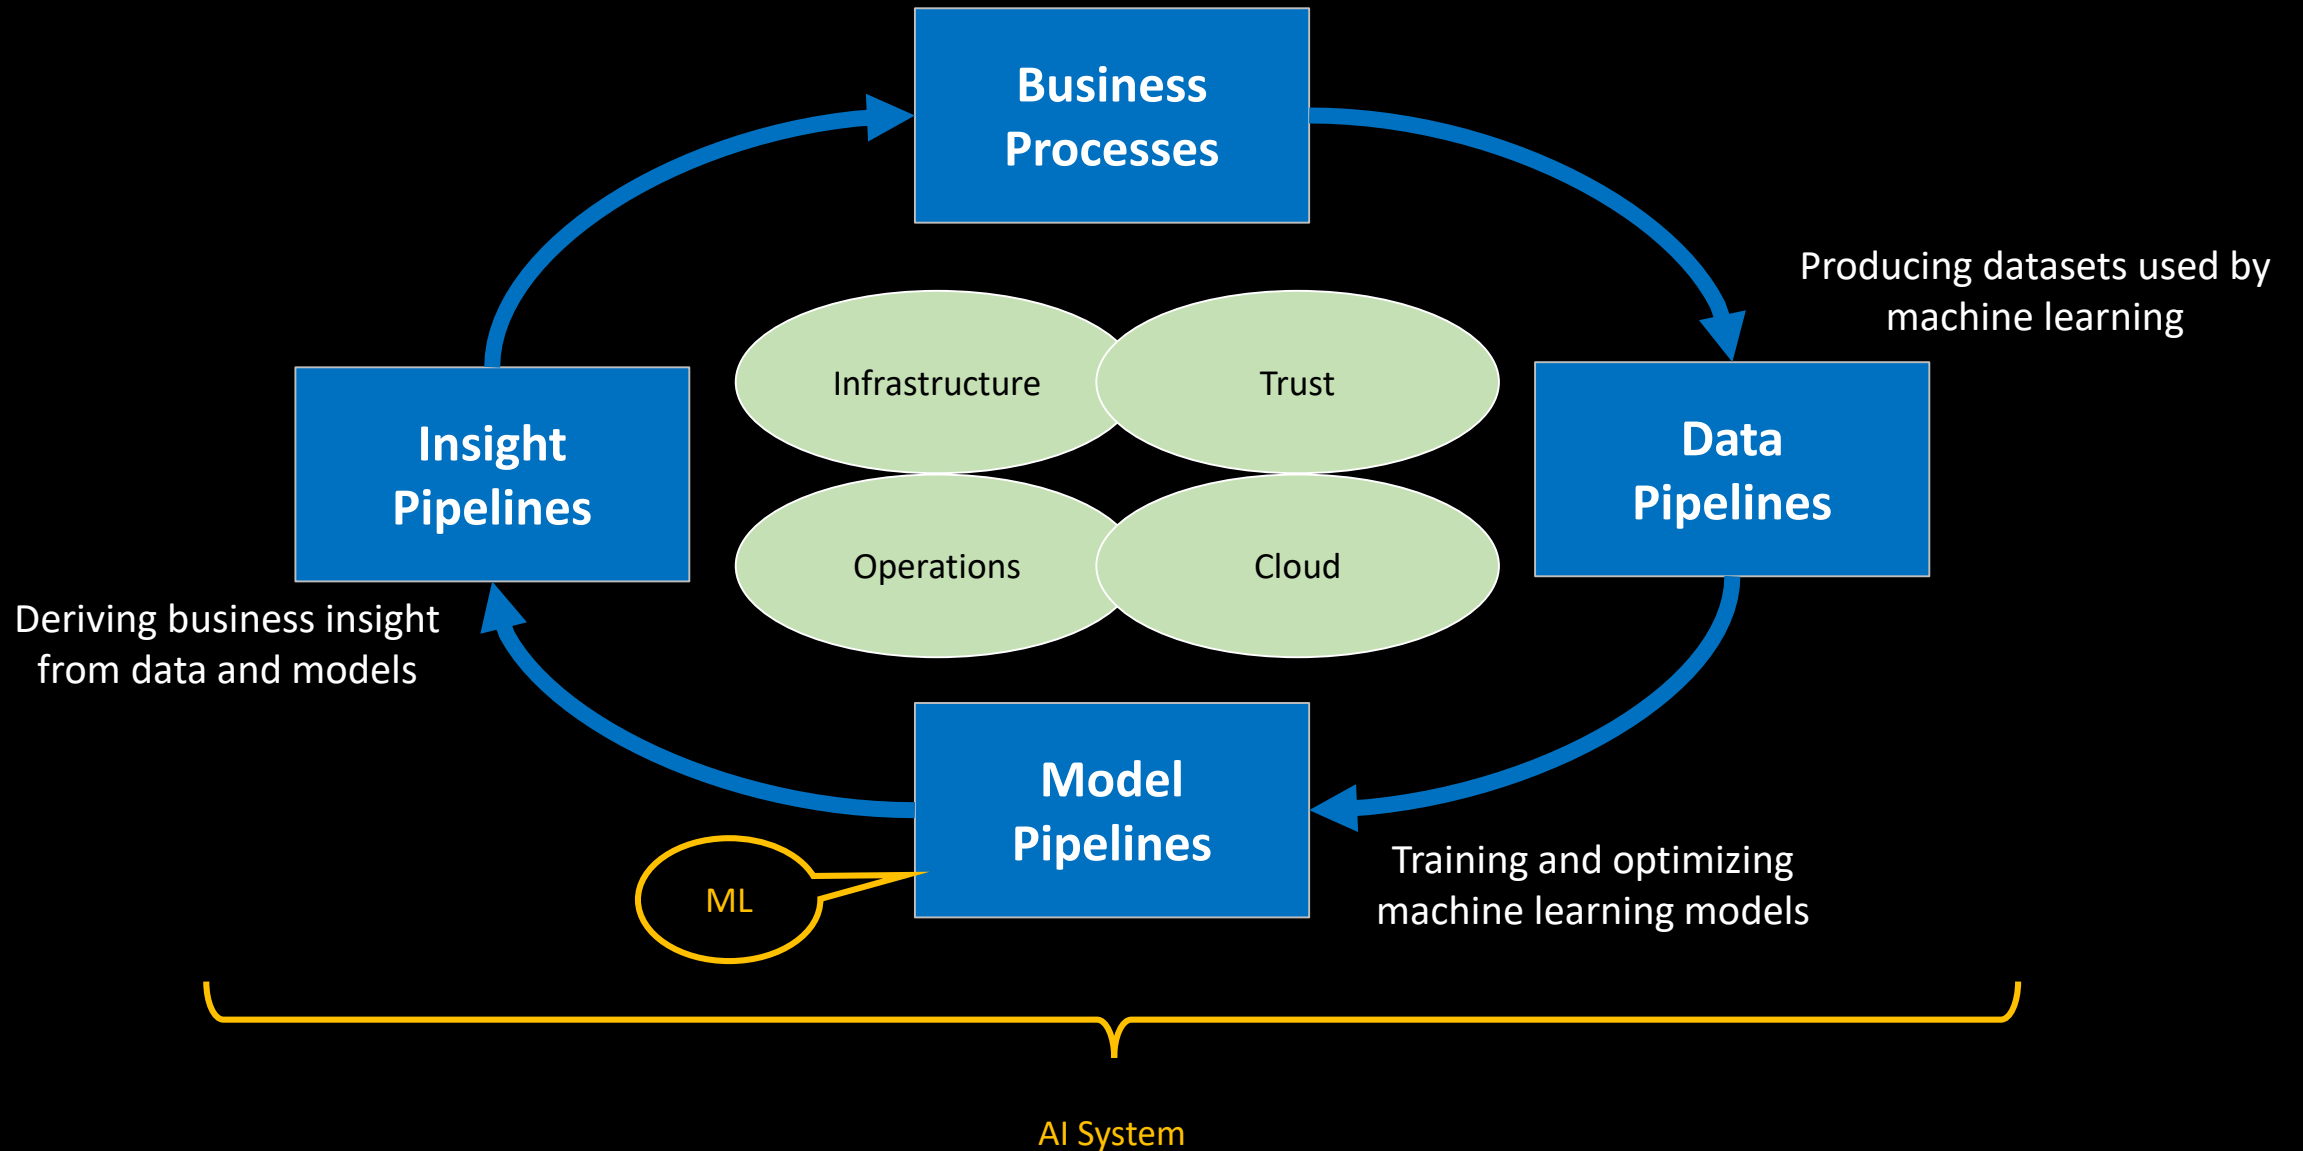 Business
Processes
Producing datasets used by
machine learning
Infrastructure
Trust
Insight
Pipelines
Data
Pipelines
Operations
Cloud
Deriving business insight
from data and models
Model
Pipelines
Training and optimizing
machine learning models
ML
AI System